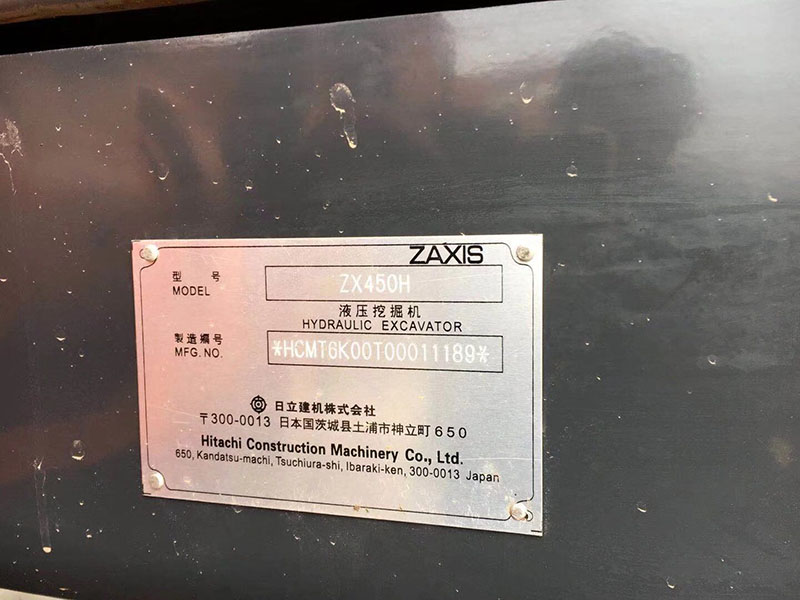 ZAXIS
型 号
MODEL
ZX450H
液压挖掘机
HYDRAULIC EXCAVATOR
製造編号
MFG. NO.
*HCMT6K00T00011189*
日立建机株式会社
〒300-0013 日本国茨城县土浦市神立町650
Hitachi Construction Machinery Co., Ltd.
650, Kandatsu-machi, Tsuchiura-shi, Ibaraki-ken, 300-0013 Japan